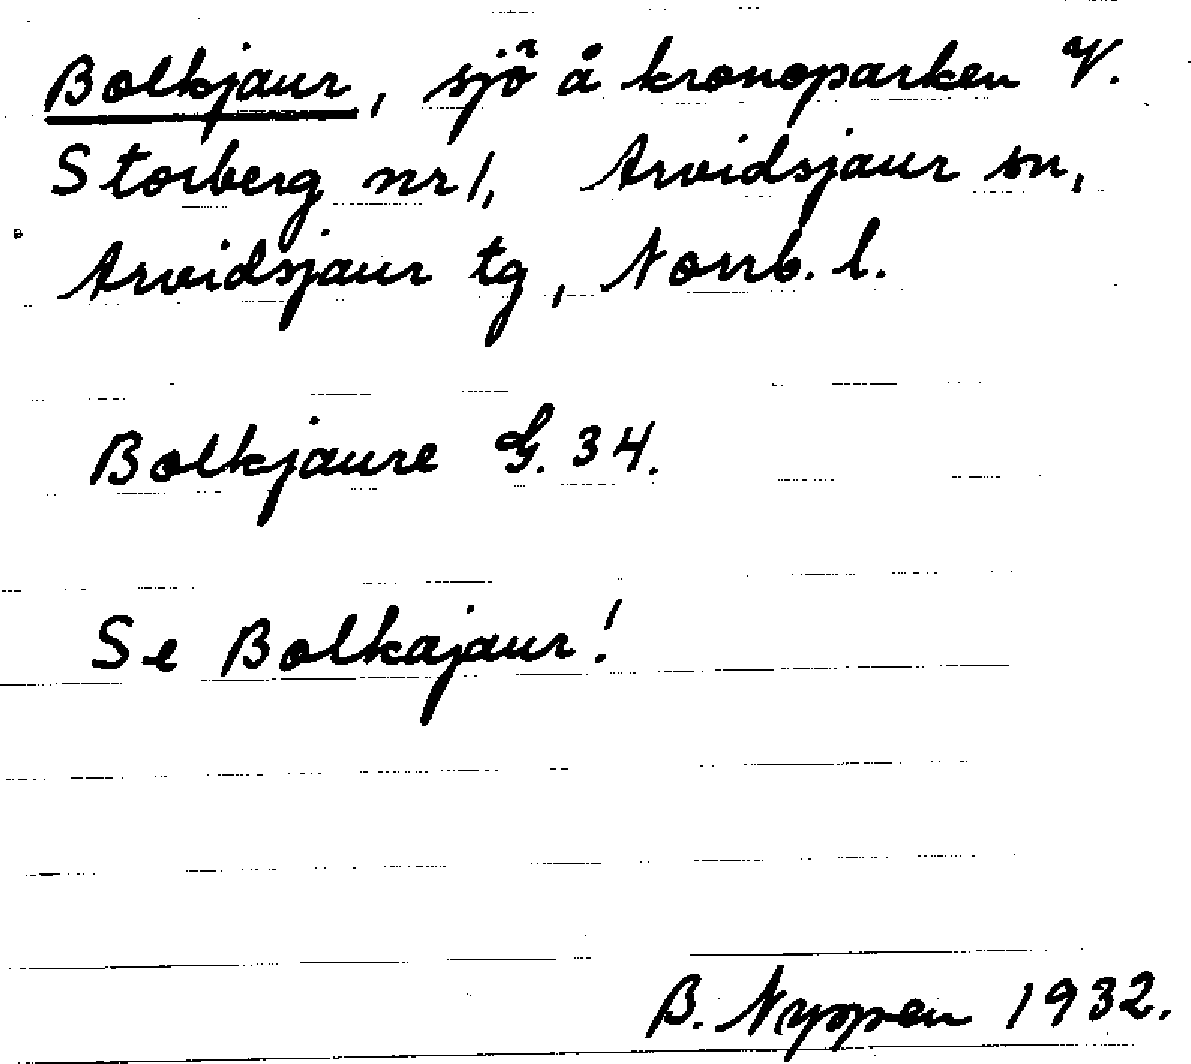 Bolkjaur, sjö å kronoparken V.
Storberg nr 1, Arvidsjaur sn,
Arvidsjaur tg, Norrb. l.
Bolkjaure G. 34.
Se Bolkajaur!
B. Nyppen 1932.